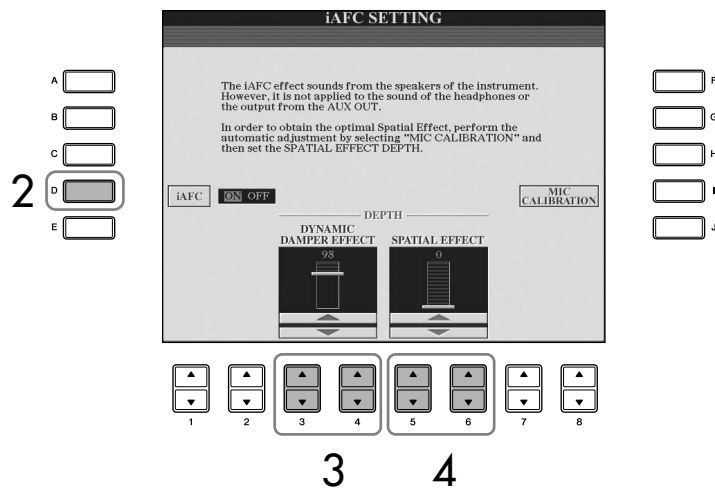 iAFC SETTING
The iAFC effect sounds from the speakers of the instrument.
However, it is not applied to the sound of the headphones or
the output from the AUX OUT.
In order to obtain the optimal Spatial Effect, perform the
automatic adjustment by selecting "MIC CALIBRATION" and
then set the SPATIAL EFFECT DEPTH.
A
B
C
2 D
E
F
G
H
I
J
iAFC ON OFF
MIC
CALIBRATION
DEPTH
DYNAMIC
DAMPER EFFECT
SPATIAL EFFECT
98 0
1 2 3 4 5 6 7 8
3 4